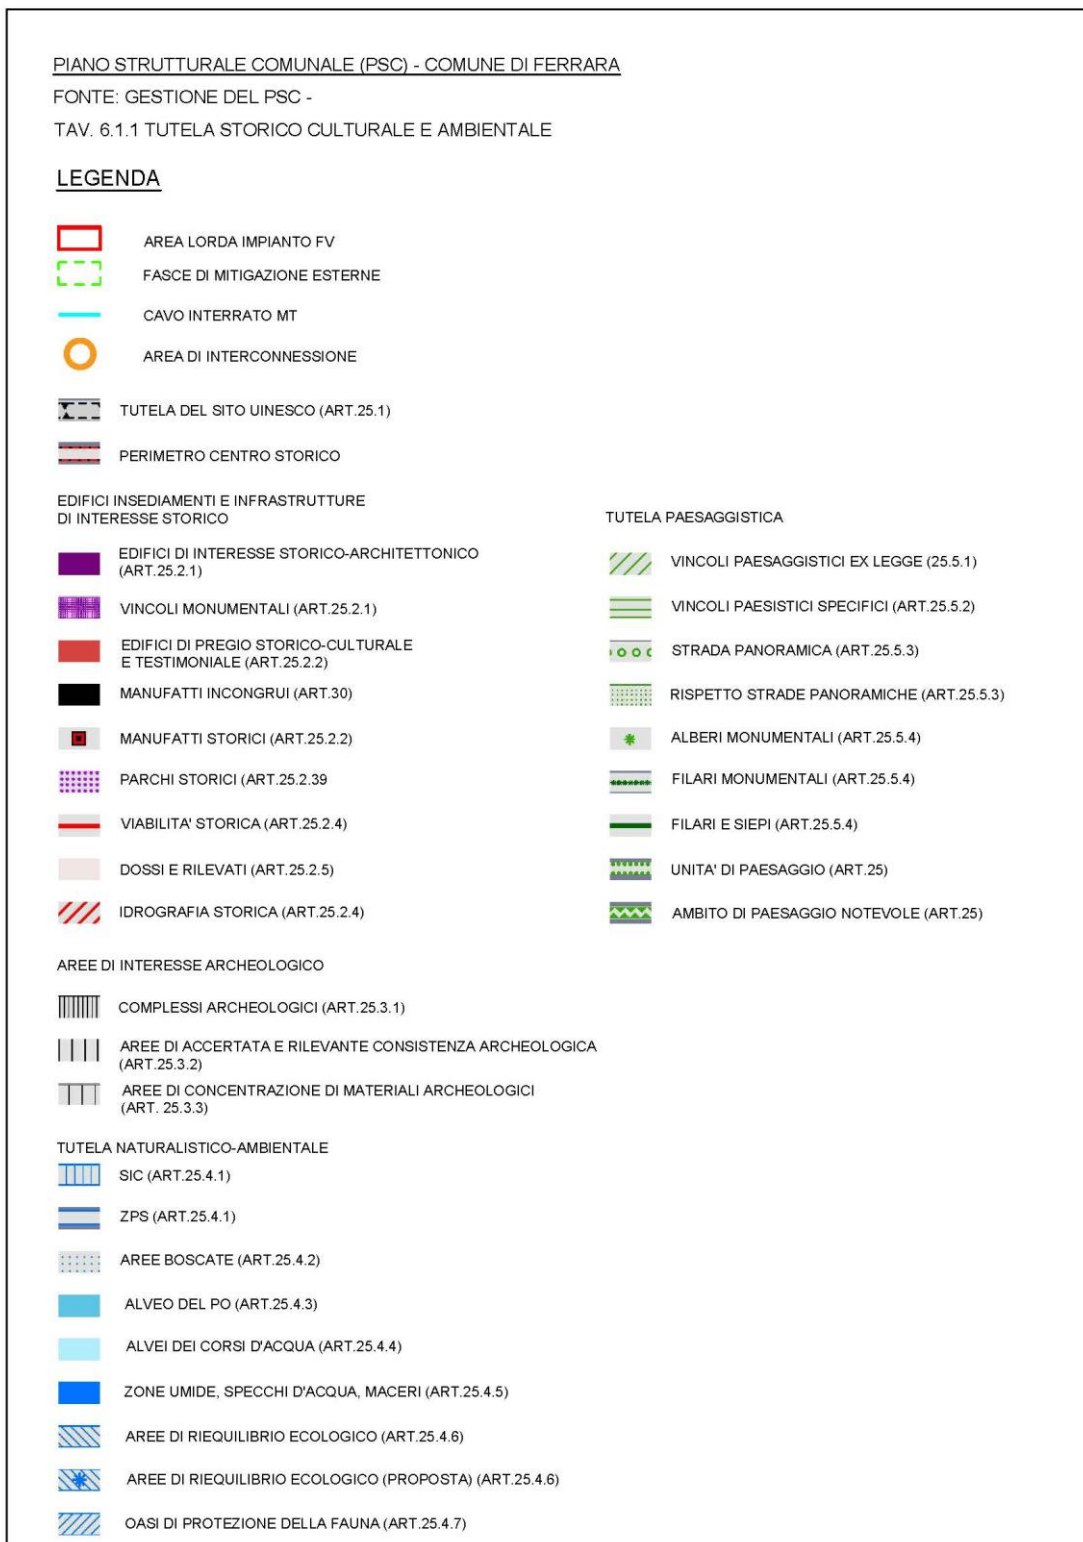 PIANO STRUTTURALE COMUNALE (PSC) - COMUNE DI FERRARA
FONTE: GESTIONE DEL PSC -
TAV. 6.1.1 TUTELA STORICO CULTURALE E AMBIENTALE
LEGENDA
AREA LORDA IMPIANTO FV
FASCE DI MITIGAZIONE ESTERNE
CAVO INTERRATO MT
AREA DI INTERCONNESSIONE
TUTELA DEL SITO UINESCO (ART.25.1)
PERIMETRO CENTRO STORICO
EDIFICI INSEDIAMENTI E INFRASTRUTTURE
DI INTERESSE STORICO
EDIFICI DI INTERESSE STORICO-ARCHITETTONICO
(ART.25.2.1)
VINCOLI MONUMENTALI (ART.25.2.1)
EDIFICI DI PREGIO STORICO-CULTURALE
E TESTIMONIALE (ART.25.2.2)
MANUFATTI INCONGRUI (ART.30)
MANUFATTI STORICI (ART.25.2.2)
PARCHI STORICI (ART.25.2.39
VIABILITA' STORICA (ART.25.2.4)
DOSSI E RILEVATI (ART.25.2.5)
IDROGRAFIA STORICA (ART.25.2.4)
TUTELA PAESAGGISTICA
VINCOLI PAESAGGISTICI EX LEGGE (25.5.1)
VINCOLI PAESISTICI SPECIFICI (ART.25.5.2)
STRADA PANORAMICA (ART.25.5.3)
RISPETTO STRADE PANORAMICHE (ART.25.5.3)
ALBERI MONUMENTALI (ART.25.5.4)
FILARI MONUMENTALI (ART.25.5.4)
FILARI E SIEPI (ART.25.5.4)
UNITA' DI PAESAGGIO (ART.25)
AMBITO DI PAESAGGIO NOTEVOLE (ART.25)
AREE DI INTERESSE ARCHEOLOGICO
COMPLESSI ARCHEOLOGICI (ART.25.3.1)
AREE DI ACCERTATA E RILEVANTE CONSISTENZA ARCHEOLOGICA
(ART.25.3.2)
AREE DI CONCENTRAZIONE DI MATERIALI ARCHEOLOGICI
(ART. 25.3.3)
TUTELA NATURALISTICO-AMBIENTALE
SIC (ART.25.4.1)
ZPS (ART.25.4.1)
AREE BOSCATE (ART.25.4.2)
ALVEO DEL PO (ART.25.4.3)
ALVEI DEI CORSI D'ACQUA (ART.25.4.4)
ZONE UMIDE, SPECCHI D'ACQUA, MACERI (ART.25.4.5)
AREE DI RIEQUILIBRIO ECOLOGICO (ART.25.4.6)
AREE DI RIEQUILIBRIO ECOLOGICO (PROPOSTA) (ART.25.4.6)
OASI DI PROTEZIONE DELLA FAUNA (ART.25.4.7)